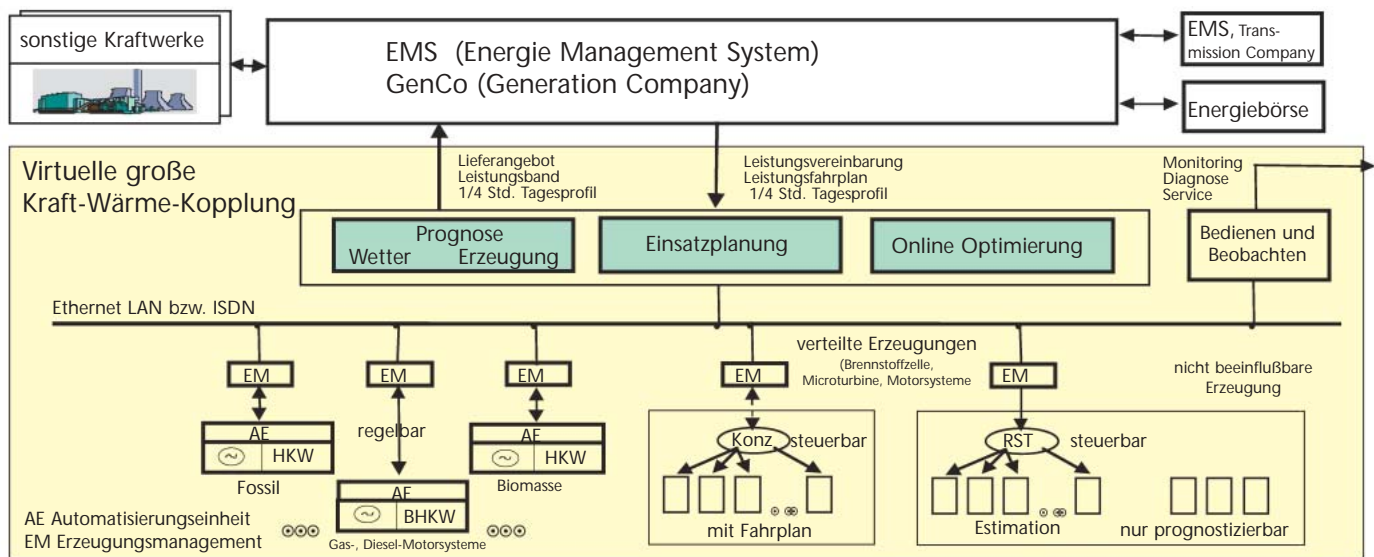 sonstige Kraftwerke
EMS (Energie Management System)
GenCo (Generation Company)
EMS, Trans-
mission Company
Energiebörse
Virtuelle große
Kraft-Wärme-Kopplung
Lieferangebot
Leistungsband
1/4 Std. Tagesprofil
Leistungsvereinbarung
Leistungsfahrplan
1/4 Std. Tagesprofil
Monitoring
Diagnose
Service
Prognose
Wetter Erzeugung
Einsatzplanung
Online Optimierung
Bedienen und
Beobachten
Ethernet LAN bzw. ISDN
EM
EM
EM
EM
EM
verteilte Erzeugungen
(Brennstoffzelle,
Microturbine, Motorsysteme
nicht beeinflußbare
Erzeugung
AE
HKW
Fossil
regelbar
AE
BHKW
Gas-, Diesel-Motorsysteme
AE
HKW
Biomasse
Konz
steuerbar
mit Fahrplan
RST
steuerbar
Estimation
nur prognostizierbar
AE Automatisierungseinheit
EM Erzeugungsmanagement